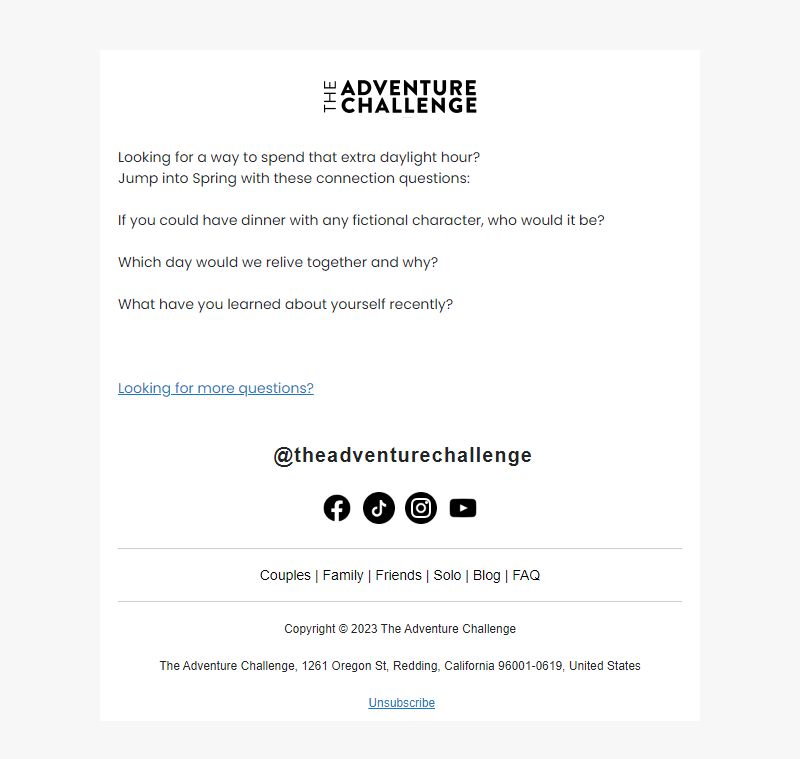 THE ADVENTURE CHALLENGE
Looking for a way to spend that extra daylight hour?
Jump into Spring with these connection questions:
If you could have dinner with any fictional character, who would it be?
Which day would we relive together and why?
What have you learned about yourself recently?
Looking for more questions?
@theadventurechallenge
Couples | Family | Friends | Solo | Blog | FAQ
Copyright © 2023 The Adventure Challenge
The Adventure Challenge, 1261 Oregon St, Redding, California 96001-0619, United States
Unsubscribe